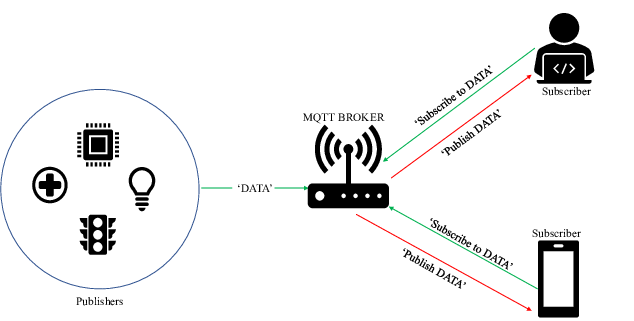 Subscriber
MQTT BROKER
‘Subscribe to DATA’
‘Publish DATA’
‘DATA’
Subscriber
‘Subscribe to DATA’
‘Publish DATA’
Publishers